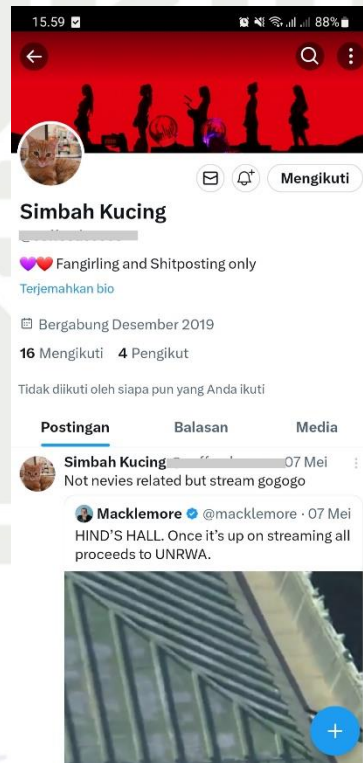 15.59 88%
Mengikuti
Simbah Kucing
💜❤️ Fangirling and Shitposting only
Terjemahkan bio
Bergabung Desember 2019
16 Mengikuti 4 Pengikut
Tidak diikuti oleh siapa pun yang Anda ikuti
Postingan Balasan Media
Simbah Kucing 07 Mei
Not nevies related but stream gogogo
Macklemore @macklemore · 07 Mei
HIND'S HALL. Once it's up on streaming all
proceeds to UNRWA.